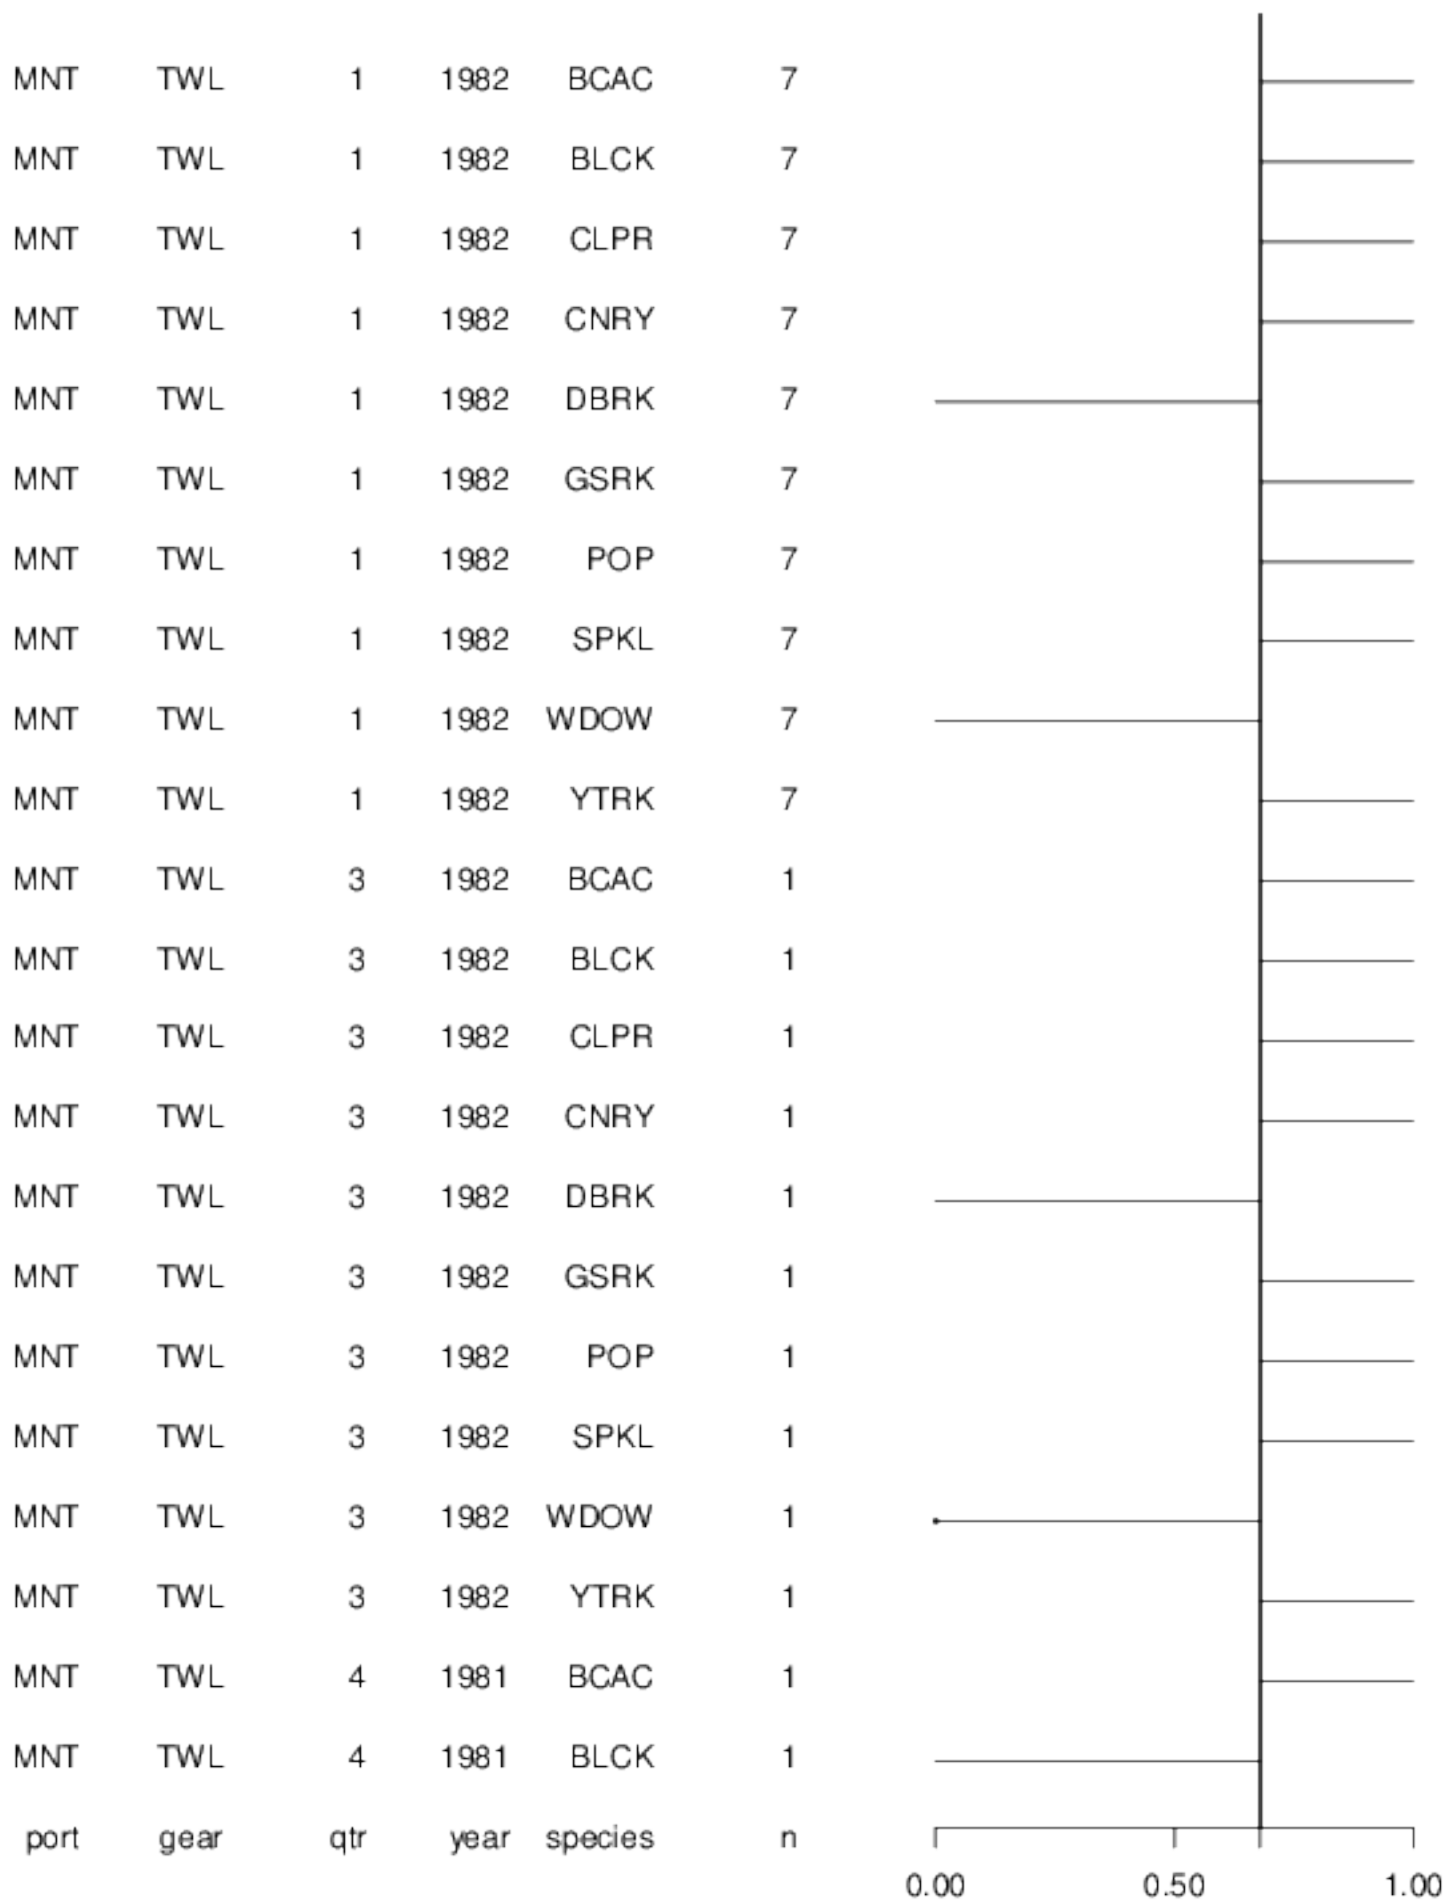 MNT TWL 1 1982 BCAC 7
MNT TWL 1 1982 BLCK 7
MNT TWL 1 1982 CLPR 7
MNT TWL 1 1982 CNRY 7
MNT TWL 1 1982 DBRK 7
MNT TWL 1 1982 GSRK 7
MNT TWL 1 1982 POP 7
MNT TWL 1 1982 SPKL 7
MNT TWL 1 1982 WDOW 7
MNT TWL 1 1982 YTRK 7
MNT TWL 3 1982 BCAC 1
MNT TWL 3 1982 BLCK 1
MNT TWL 3 1982 CLPR 1
MNT TWL 3 1982 CNRY 1
MNT TWL 3 1982 DBRK 1
MNT TWL 3 1982 GSRK 1
MNT TWL 3 1982 POP 1
MNT TWL 3 1982 SPKL 1
MNT TWL 3 1982 WDOW 1
MNT TWL 3 1982 YTRK 1
MNT TWL 4 1981 BCAC 1
MNT TWL 4 1981 BLCK 1
port gear qtr year species n
0.00 0.50 1.00